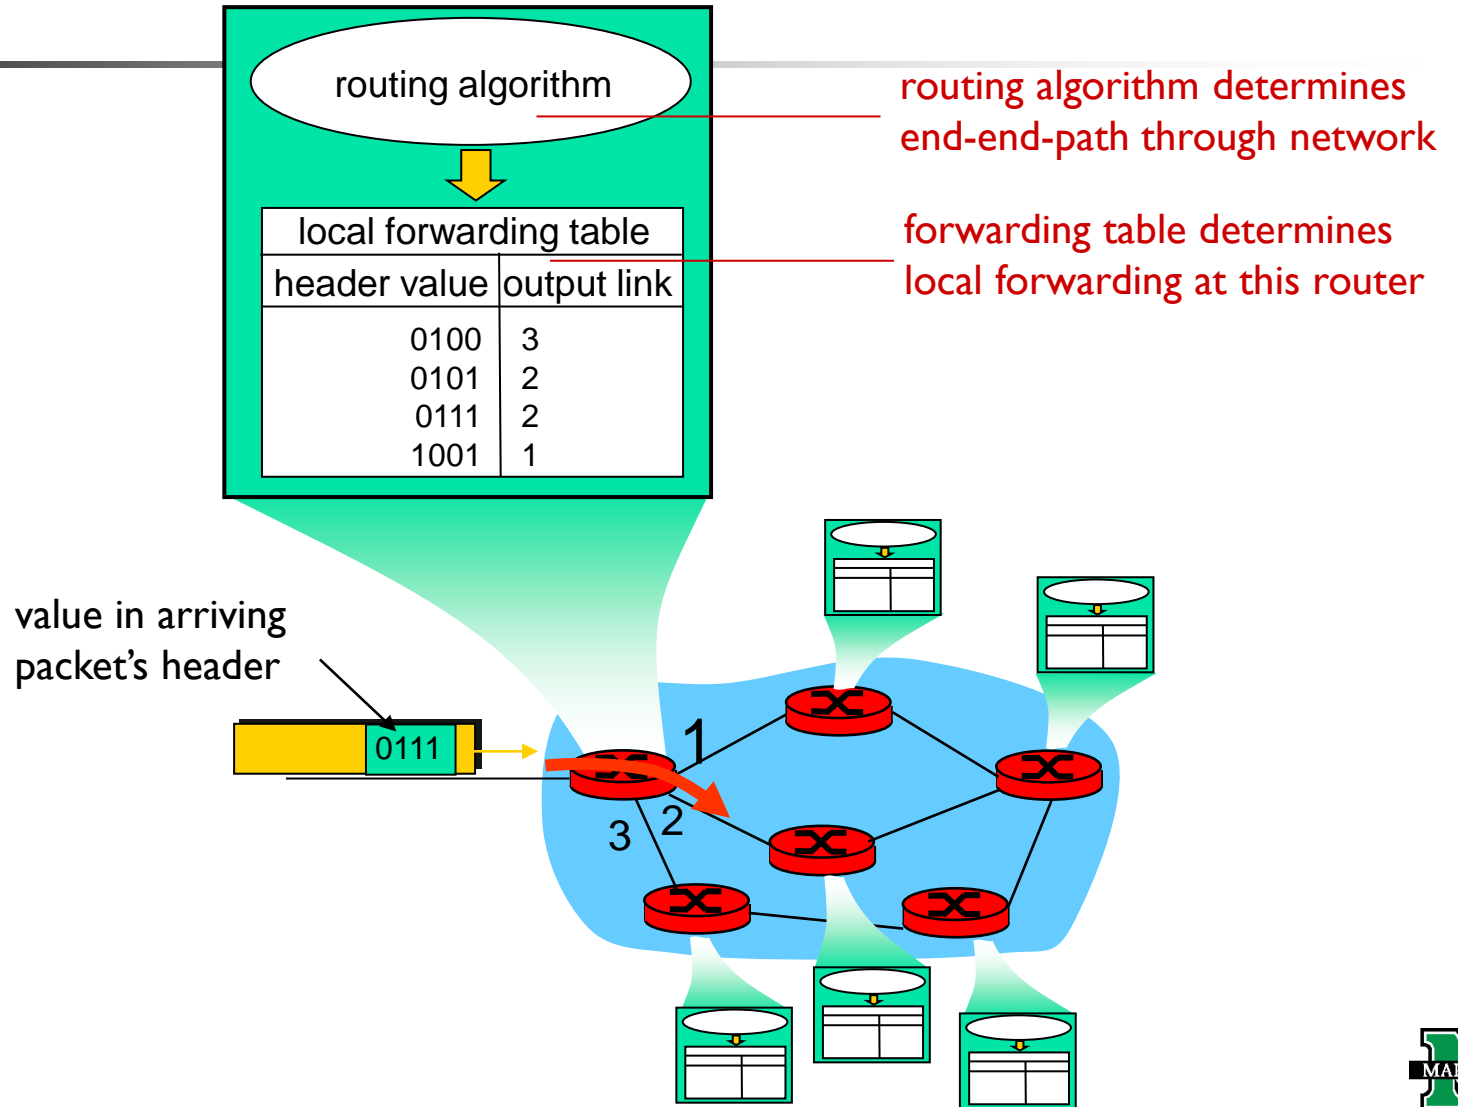 routing algorithm
routing algorithm determines
end-end-path through network
local forwarding table
header value output link
0100 3
0101 2
0111 2
1001 1
forwarding table determines
local forwarding at this router
value in arriving
packet’s header
0111
1
2
3